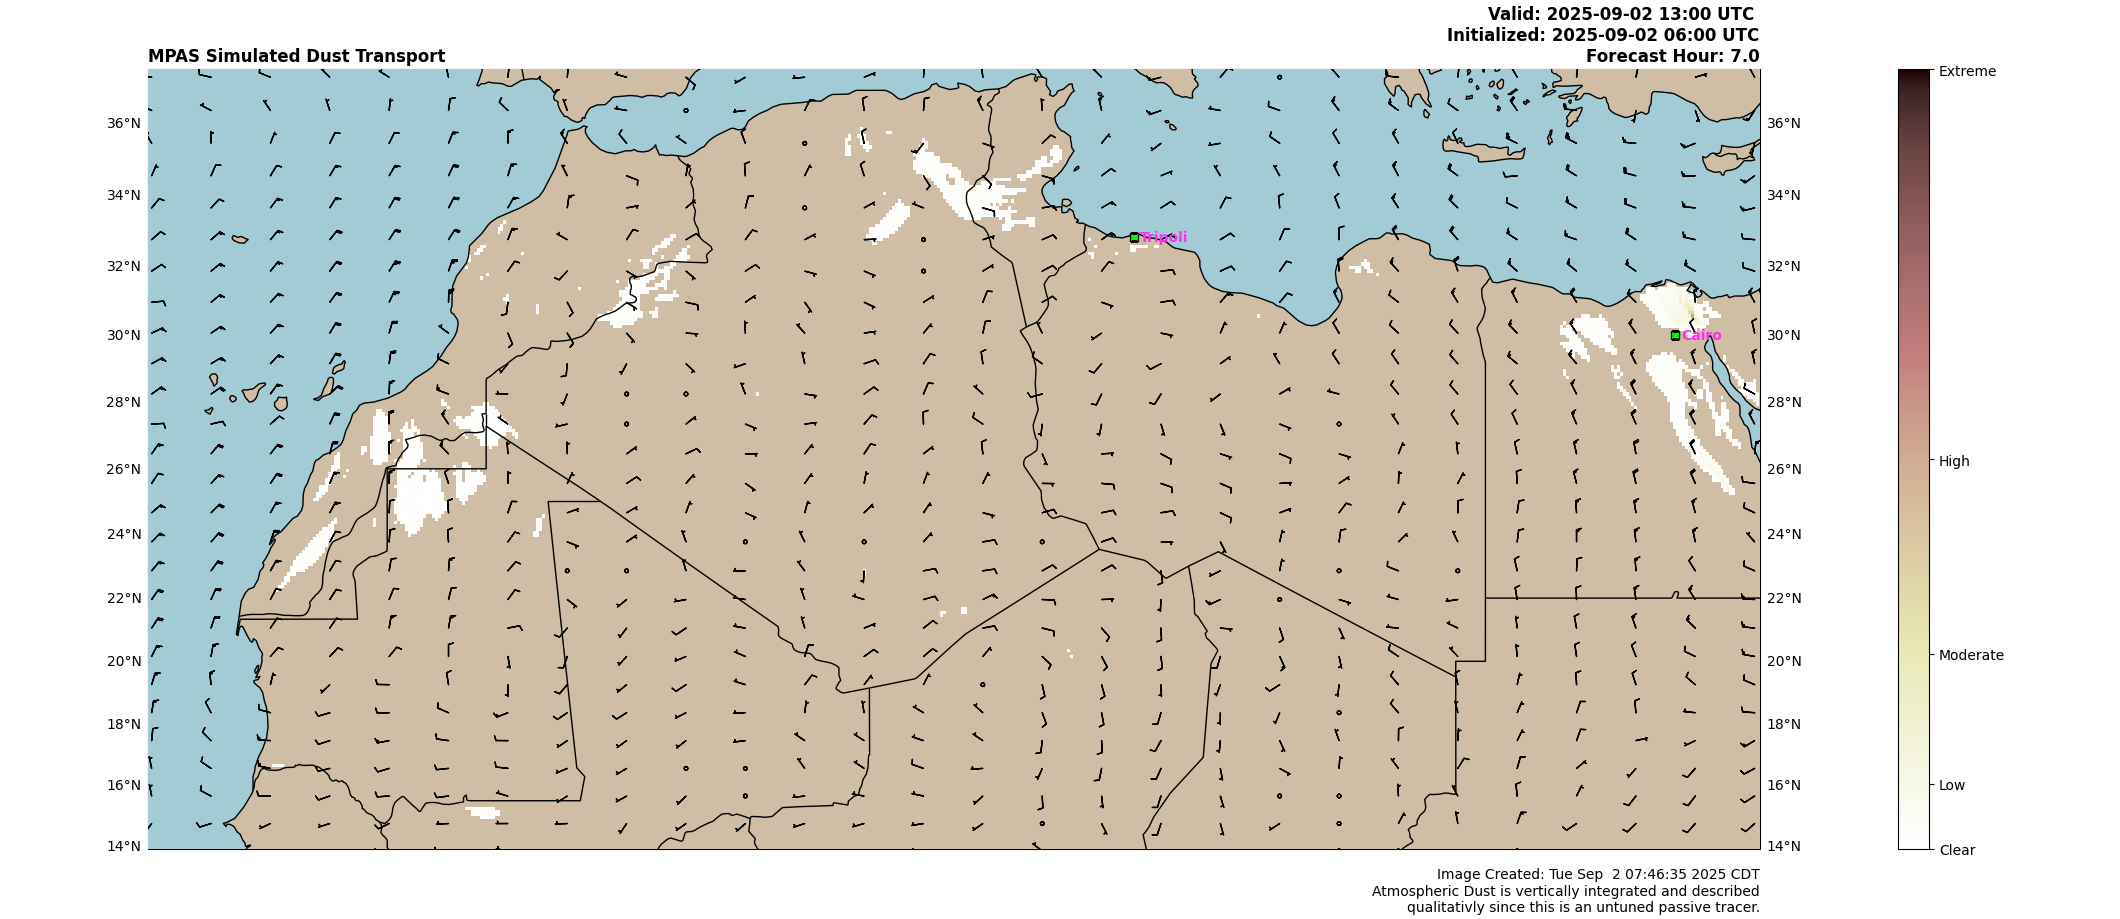 Valid: 2025-09-02 13:00 UTC
Initialized: 2025-09-02 06:00 UTC
MPAS Simulated Dust Transport
Forecast Hour: 7.0
Extreme
36°N
36°N
34°N
34°N
Tripoli
32°N
32°N
30°N
Cairo
30°N
28°N
28°N
26°N
26°N
High
24°N
24°N
22°N
22°N
20°N
20°N
Moderate
18°N
18°N
16°N
16°N
Low
14°N
14°N
Clear
Image Created: Tue Sep  2 07:46:35 2025 CDT
Atmospheric Dust is vertically integrated and described
qualitativly since this is an untuned passive tracer.